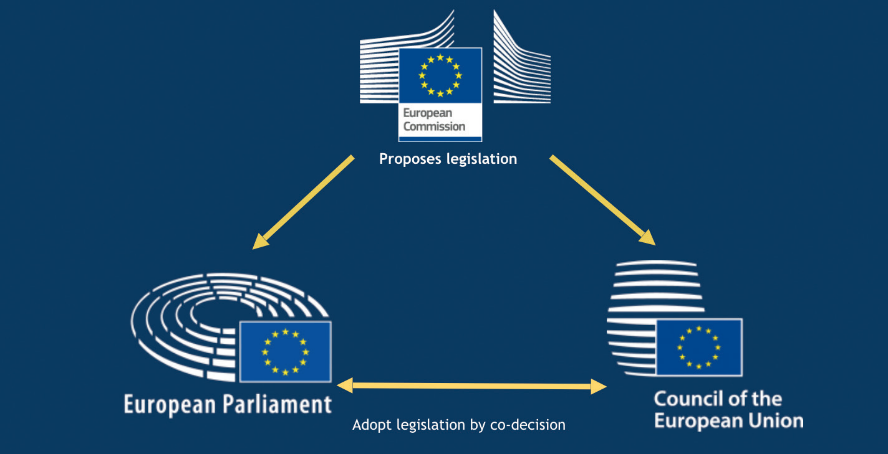 European
Commission
Proposes legislation
European Parliament
Council of the
European Union
Adopt legislation by co-decision